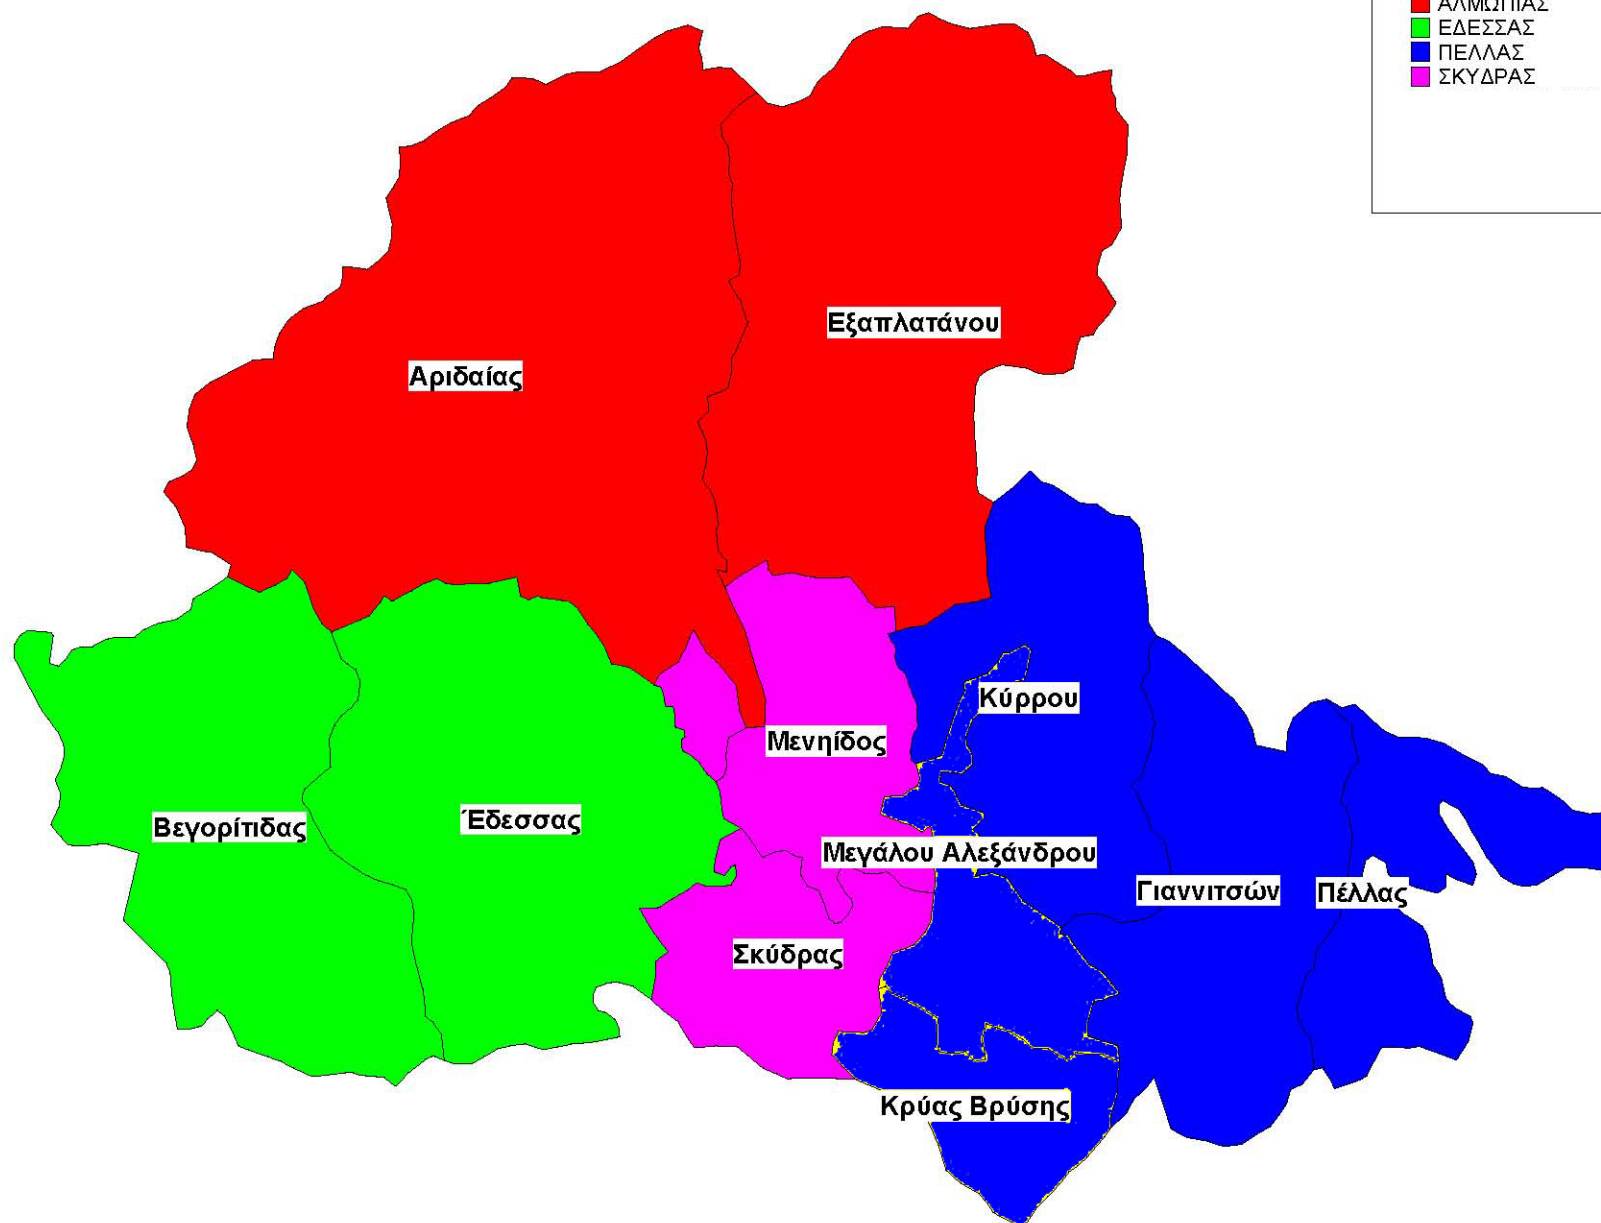 ΑΛΜΩΠΙΑΣ
ΕΔΕΣΣΑΣ
ΠΕΛΛΑΣ
ΣΚΥΔΡΑΣ
Εξαπλατάνου
Αριδαίας
Κύρρου
Μενηίδος
Βεγορίτιδας
Έδεσσας
Μεγάλου Αλεξάνδρου
Γιαννιτσών
Πέλλας
Σκύδρας
Κρύας Βρύσης